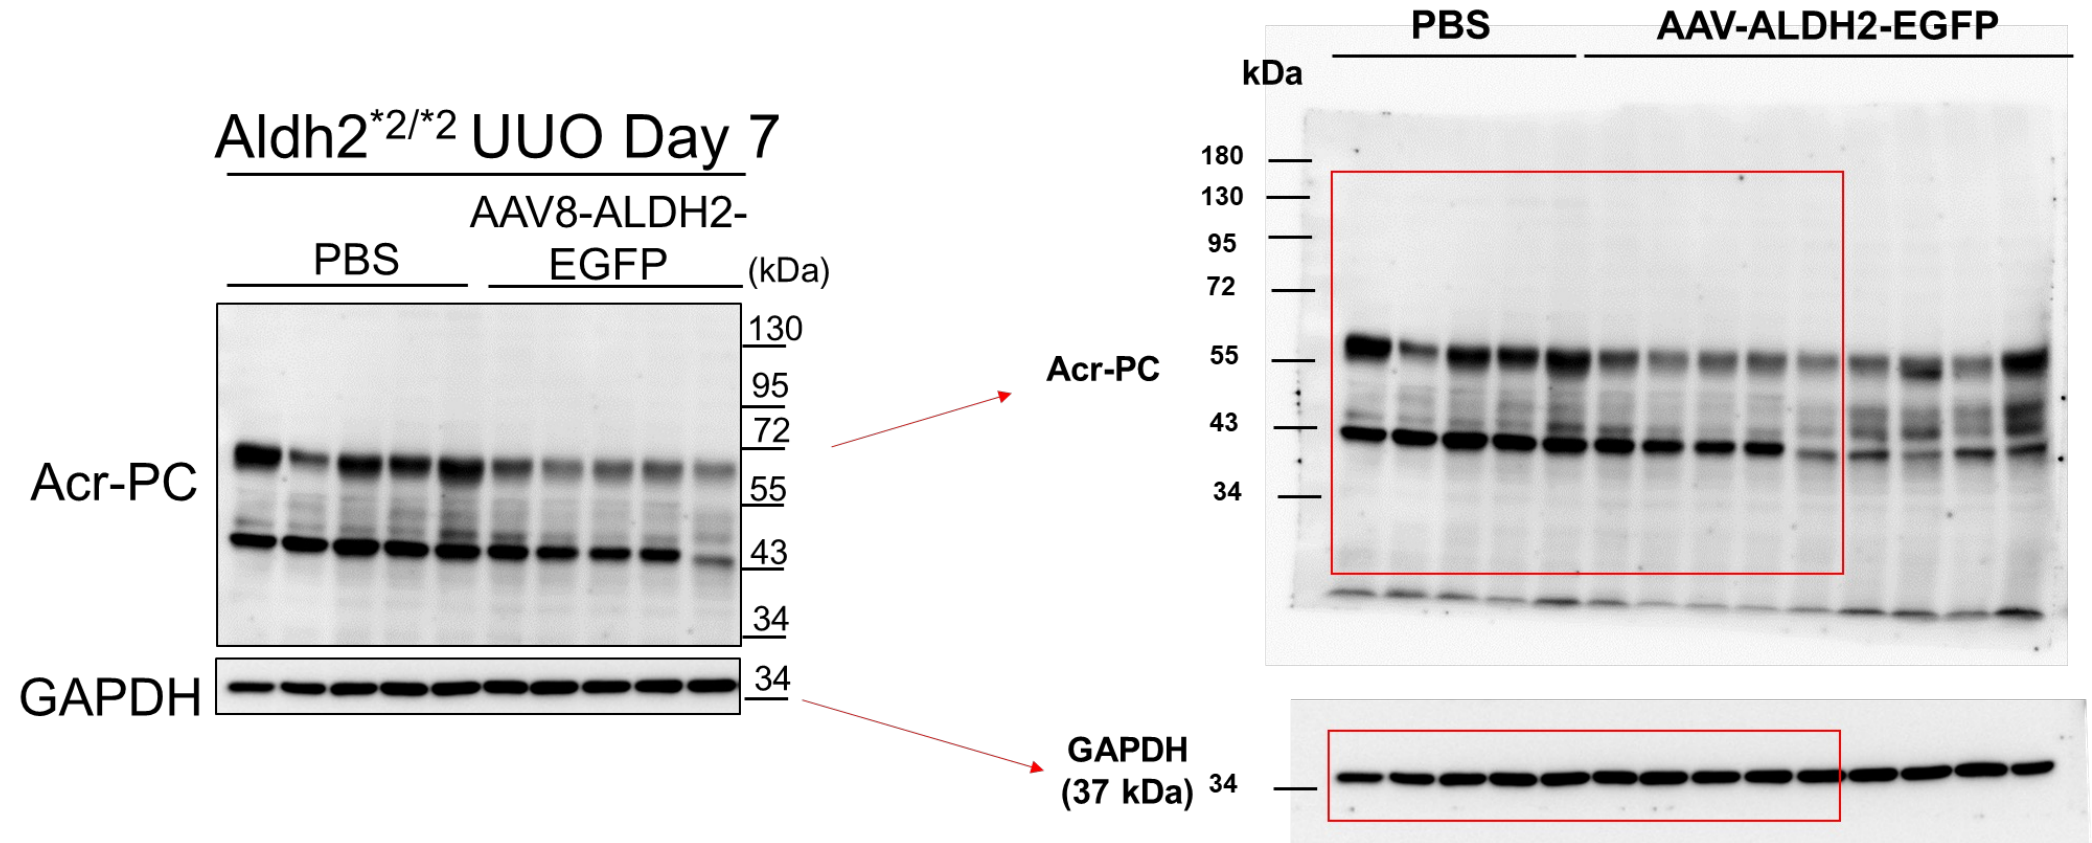 Aldh2*2/*2 UUO Day 7
AAV8-ALDH2-
PBS EGFP (kDa)
130
95
72
Acr-PC
55
43
34
GAPDH 34
PBS AAV-ALDH2-EGFP
kDa
180
130
95
72
Acr-PC 55
43
34
GAPDH
(37 kDa) 34